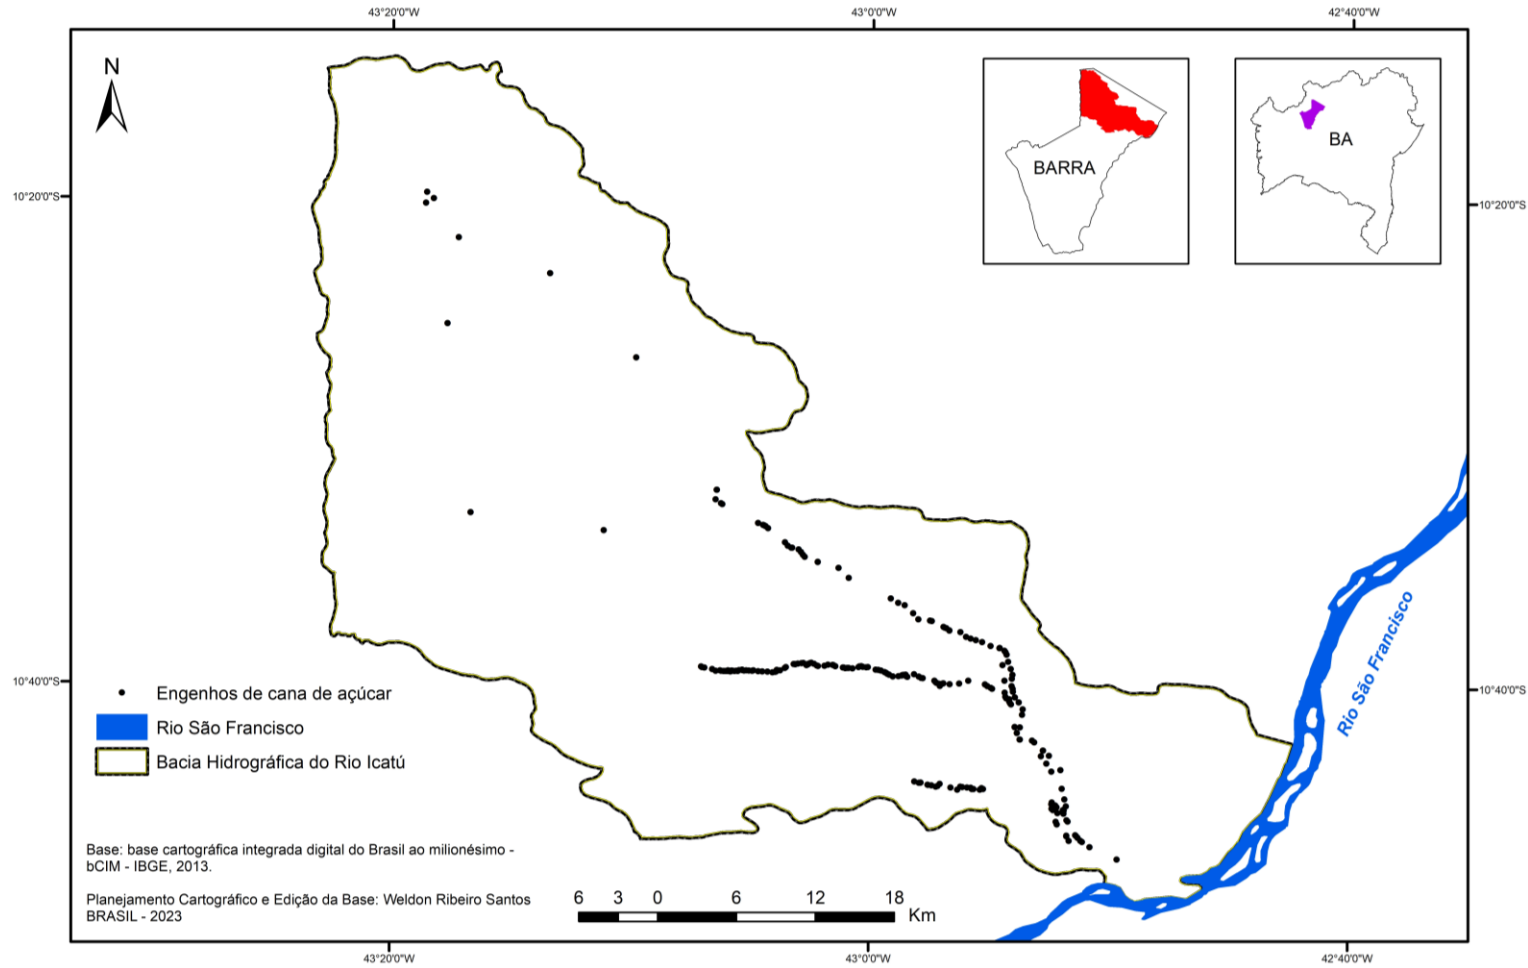 43°20'0"W
43°0'0"W
42°40'0"W
N
BARRA
BA
10°20'0"S
10°20'0"S
Rio São Francisco
10°40'0"S
10°40'0"S
Engenhos de cana de açúcar
Rio São Francisco
Bacia Hidrográfica do Rio Icatú
Base: base cartográfica integrada digital do Brasil ao milionésimo -
bCIM - IBGE, 2013.
Planejamento Cartográfico e Edição da Base: Weldon Ribeiro Santos
BRASIL - 2023
6 3 0 6 12 18
Km
43°20'0"W
43°0'0"W
42°40'0"W